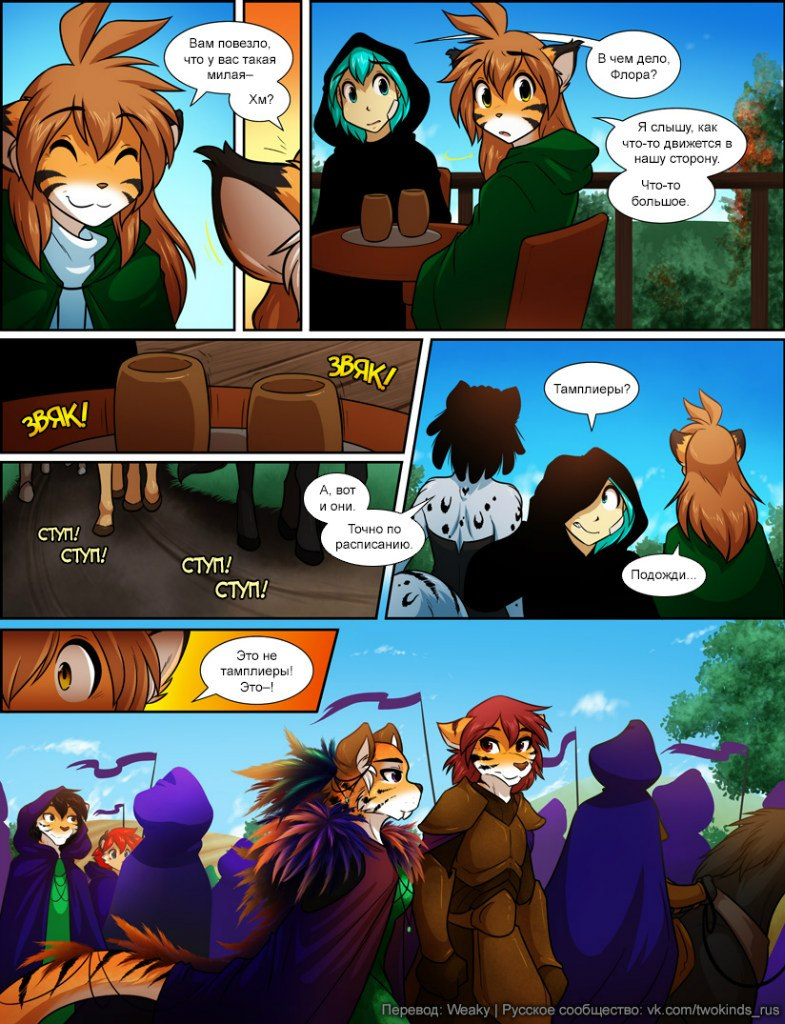 Вам повезло,
что у вас такая
милая–
Хм?
В чем дело,
Флора?
Я слышу, как
что-то движется в
нашу сторону.
Что-то
большое.
ЗВЯК!
ЗВЯК!
Тамплиеры?
А, вот
и они.
Точно по
расписанию.
Подожди...
СТУП!
СТУП!
СТУП!
СТУП!
Это не
тамплиеры!
Это–!
Перевод: Weaky | Русское сообщество: vk.com/twokinds_rus